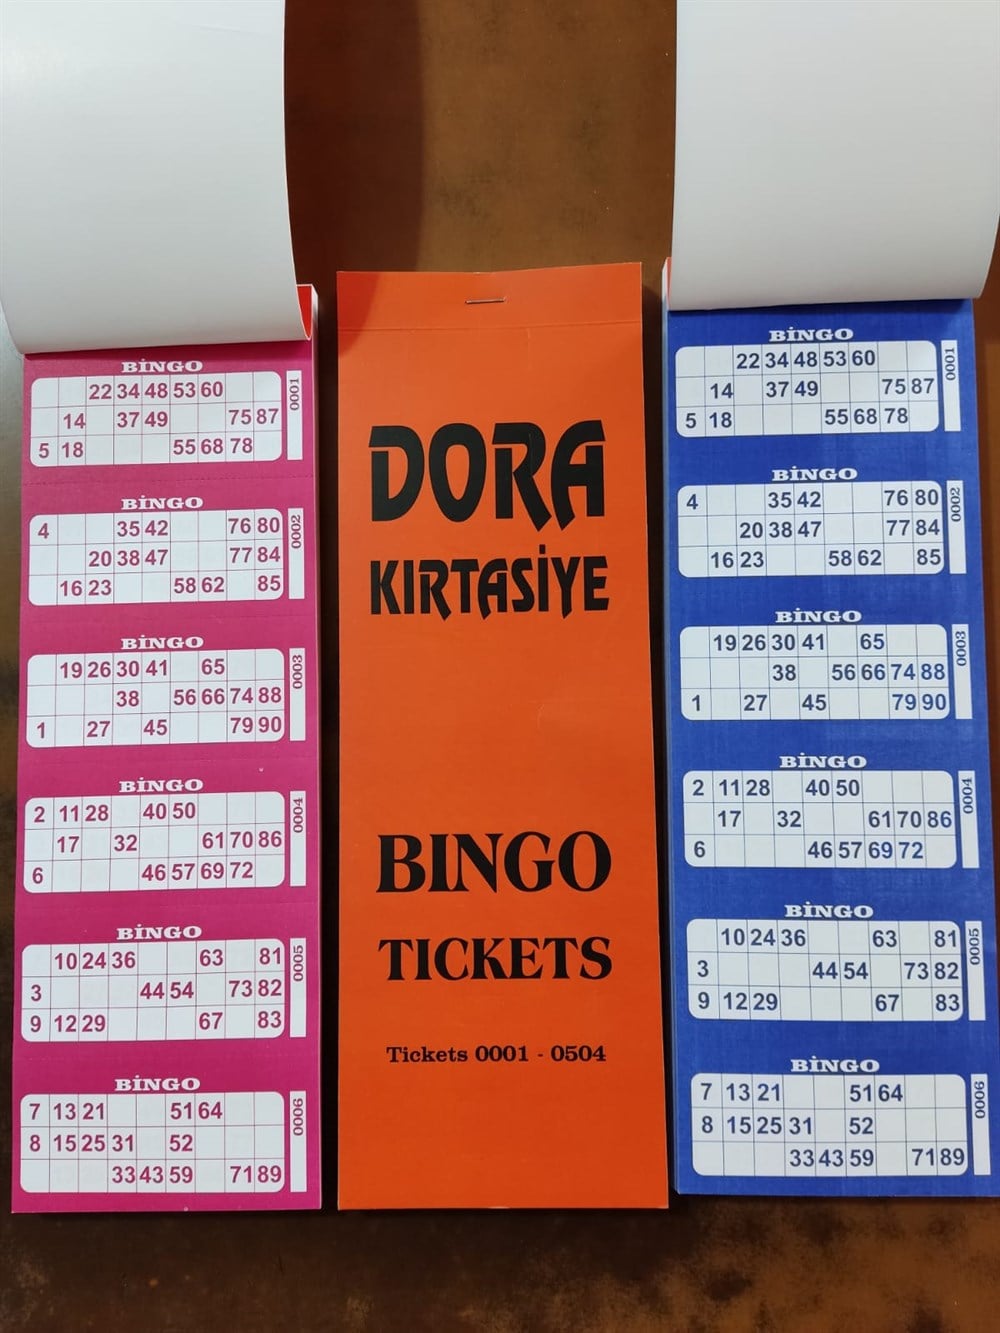 BİNGO
22 34 48 53 60
14 37 49 75 87
5 18 55 68 78
0001
BİNGO
4 35 42 76 80
20 38 47 77 84
16 23 58 62 85
0002
BİNGO
19 26 30 41 65
38 56 66 74 88
1 27 45 79 90
0003
BİNGO
2 11 28 40 50
17 32 61 70 86
6 46 57 69 72
0004
BİNGO
10 24 36 63 81
3 44 54 73 82
9 12 29 67 83
0005
BİNGO
7 13 21 51 64
8 15 25 31 52
33 43 59 71 89
0006
DORA
KIRTASİYE
BINGO
TICKETS
Tickets 0001 - 0504
BİNGO
22 34 48 53 60
14 37 49 75 87
5 18 55 68 78
0001
BİNGO
4 35 42 76 80
20 38 47 77 84
16 23 58 62 85
0002
BİNGO
19 26 30 41 65
38 56 66 74 88
1 27 45 79 90
0003
BİNGO
2 11 28 40 50
17 32 61 70 86
6 46 57 69 72
0004
BİNGO
10 24 36 63 81
3 44 54 73 82
9 12 29 67 83
0005
BİNGO
7 13 21 51 64
8 15 25 31 52
33 43 59 71 89
0006